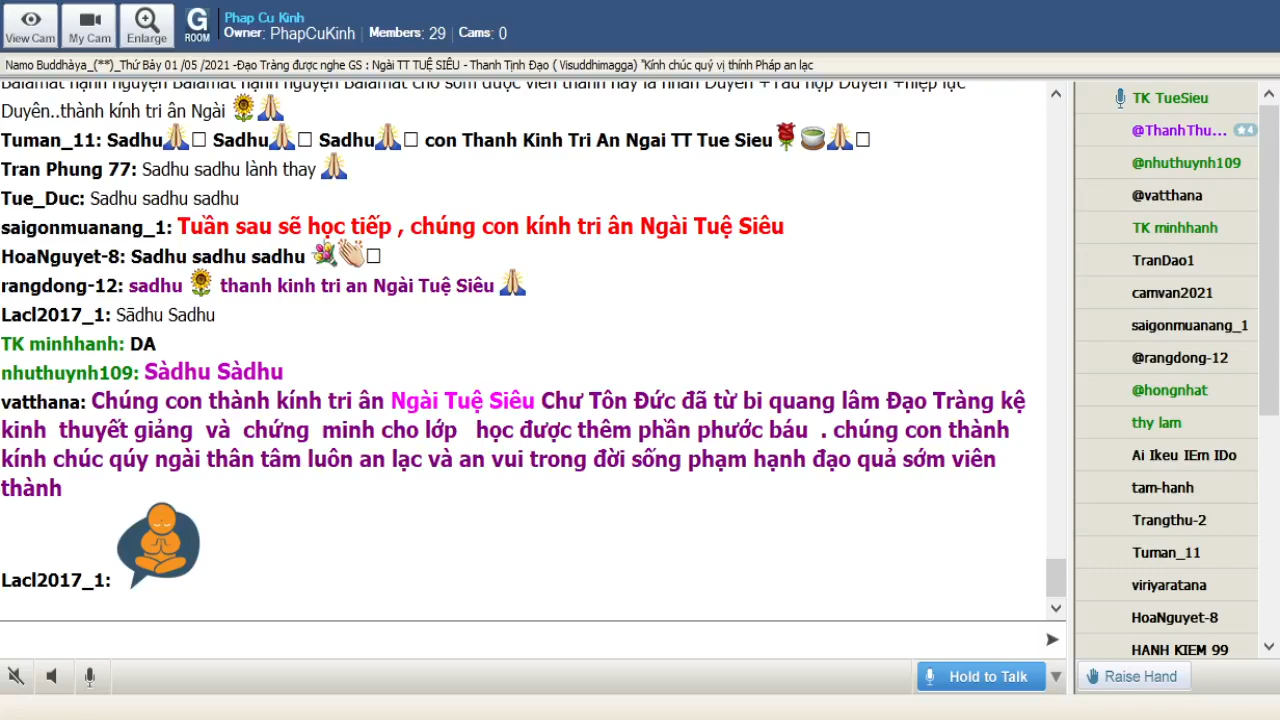 View Cam
My Cam
Enlarge
G
ROOM
Phap Cu Kinh
Owner: PhapCuKinh | Members: 29 | Cams: 0
Namo Buddhàya_(**)_Thứ Bảy 01 /05 /2021 -Đạo Tràng được nghe GS : Ngài TT TUỆ SIÊU - Thanh Tịnh Đạo ( Visuddhimagga) "Kính chúc quý vị thính Pháp an lạc
Duyên..thành kính tri ân Ngài 🌻🙏
Tuman_11: Sadhu🙏□ Sadhu🙏□ Sadhu🙏□ con Thanh Kinh Tri An Ngai TT Tue Sieu🌹🍵🙏□
Tran Phung 77: Sadhu sadhu lành thay 🙏
Tue_Duc: Sadhu sadhu sadhu
saigonmuanang_1: Tuần sau sẽ học tiếp , chúng con kính tri ân Ngài Tuệ Siêu
HoaNguyet-8: Sadhu sadhu sadhu 💐👏□
rangdong-12: sadhu 🌻 thanh kinh tri an Ngài Tuệ Siêu 🙏
Lacl2017_1: Sādhu Sadhu
TK minhhanh: DA
nhuthuynh109: Sàdhu Sàdhu
vatthana: Chúng con thành kính tri ân Ngài Tuệ Siêu Chư Tôn Đức đã từ bi quang lâm Đạo Tràng kệ
kinh thuyết giảng và chứng minh cho lớp học được thêm phần phước báu . chúng con thành
kính chúc qúy ngài thân tâm luôn an lạc và an vui trong đời sống phạm hạnh đạo quả sớm viên
thành
Lacl2017_1:
Hold to Talk
TK TueSieu
@ThanhThu... ★4
@nhuthuynh109
@vatthana
TK minhhanh
TranDao1
camvan2021
saigonmuanang_1
@rangdong-12
@hongnhat
thy lam
Ai Ikeu IEm IDo
tam-hanh
Trangthu-2
Tuman_11
viriyaratana
HoaNguyet-8
HANH KIEM 99
Raise Hand